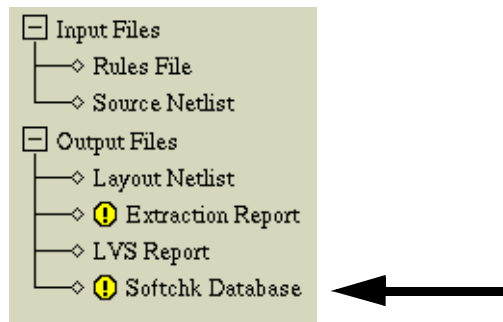 Input Files
Rules File
Source Netlist
Output Files
Layout Netlist
Extraction Report
LVS Report
Softchk Database